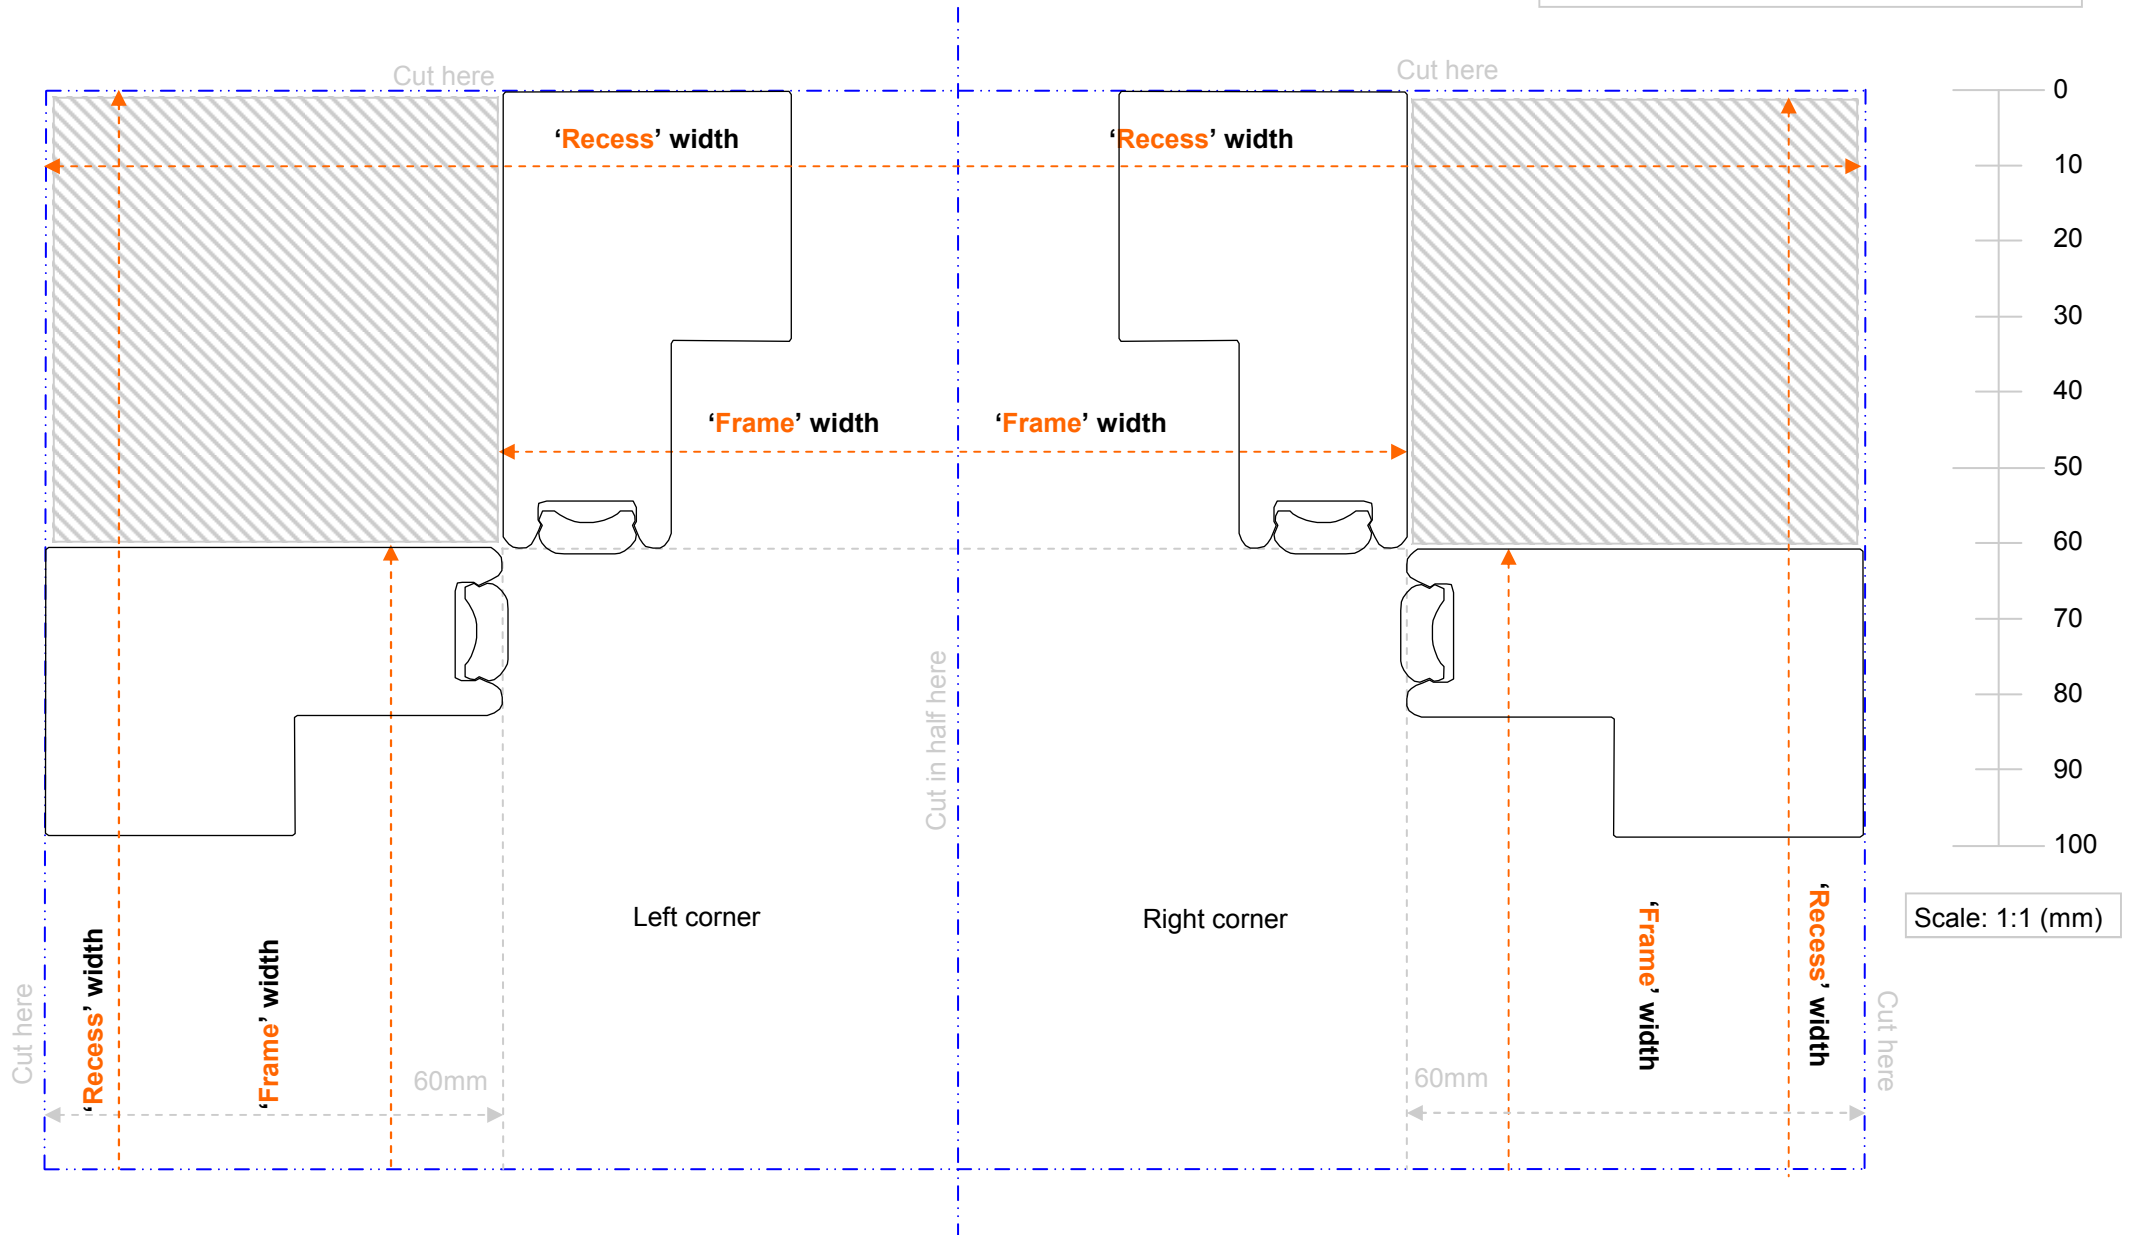 Cut here
Cut here
0
‘Recess’ width
‘Recess’ width
10
20
30
40
‘Frame’ width
‘Frame’ width
50
60
70
80
90
100
Cut in half here
Left corner
Right corner
Scale: 1:1 (mm)
Cut here
‘Recess’ width
‘Frame’ width
60mm
60mm
‘Frame’ width
‘Recess’ width
Cut here